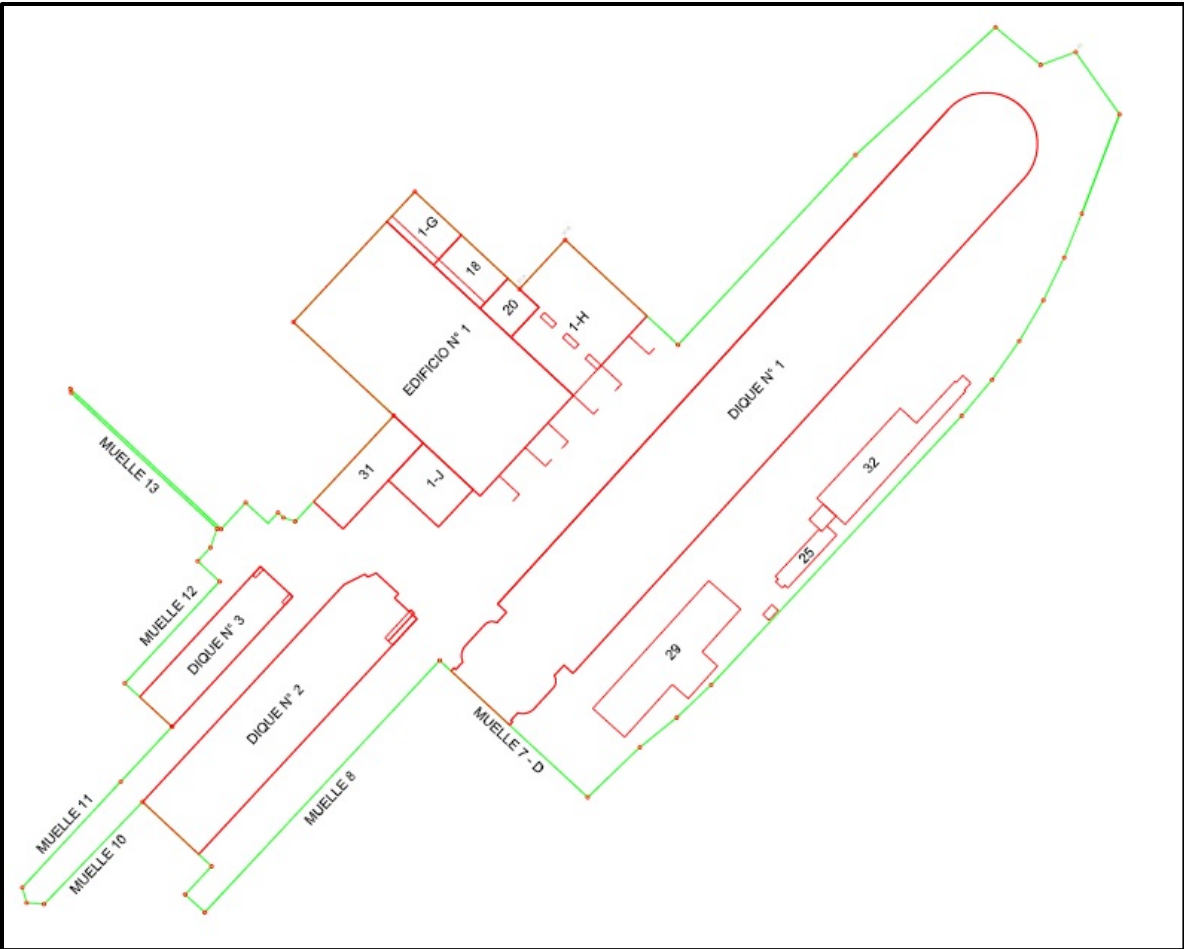 1-G
18
20
1-H
EDIFICIO N° 1
DIQUE N° 1
MUELLE 13
31
1-J
32
25
MUELLE 12
DIQUE N° 3
29
DIQUE N° 2
MUELLE 7 - D
MUELLE 8
MUELLE 11
MUELLE 10